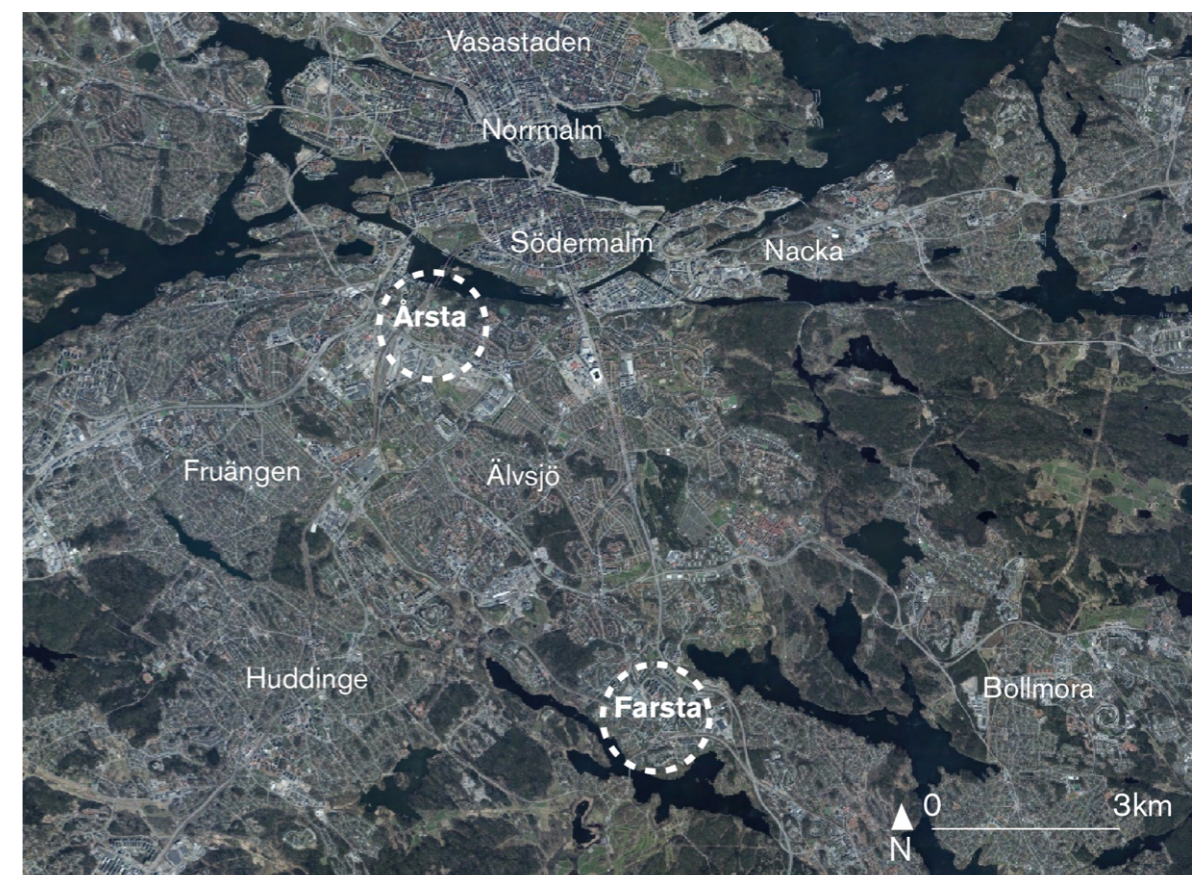 Vasastaden
Norrmalm
Södermalm
Nacka
Årsta
Fruängen
Älvsjö
Huddinge
Farsta
Bollmora
0 3km
N